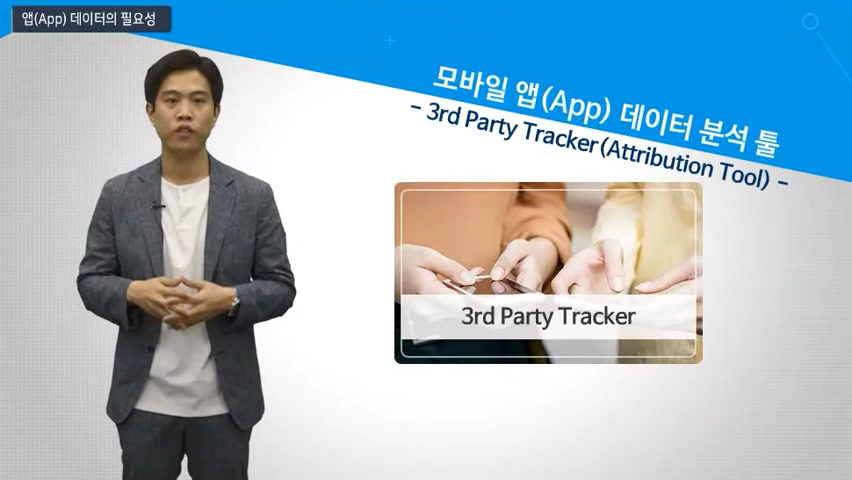 앱(App) 데이터의 필요성
모바일 앱(App) 데이터 분석 툴
- 3rd Party Tracker(Attribution Tool) -
3rd Party Tracker